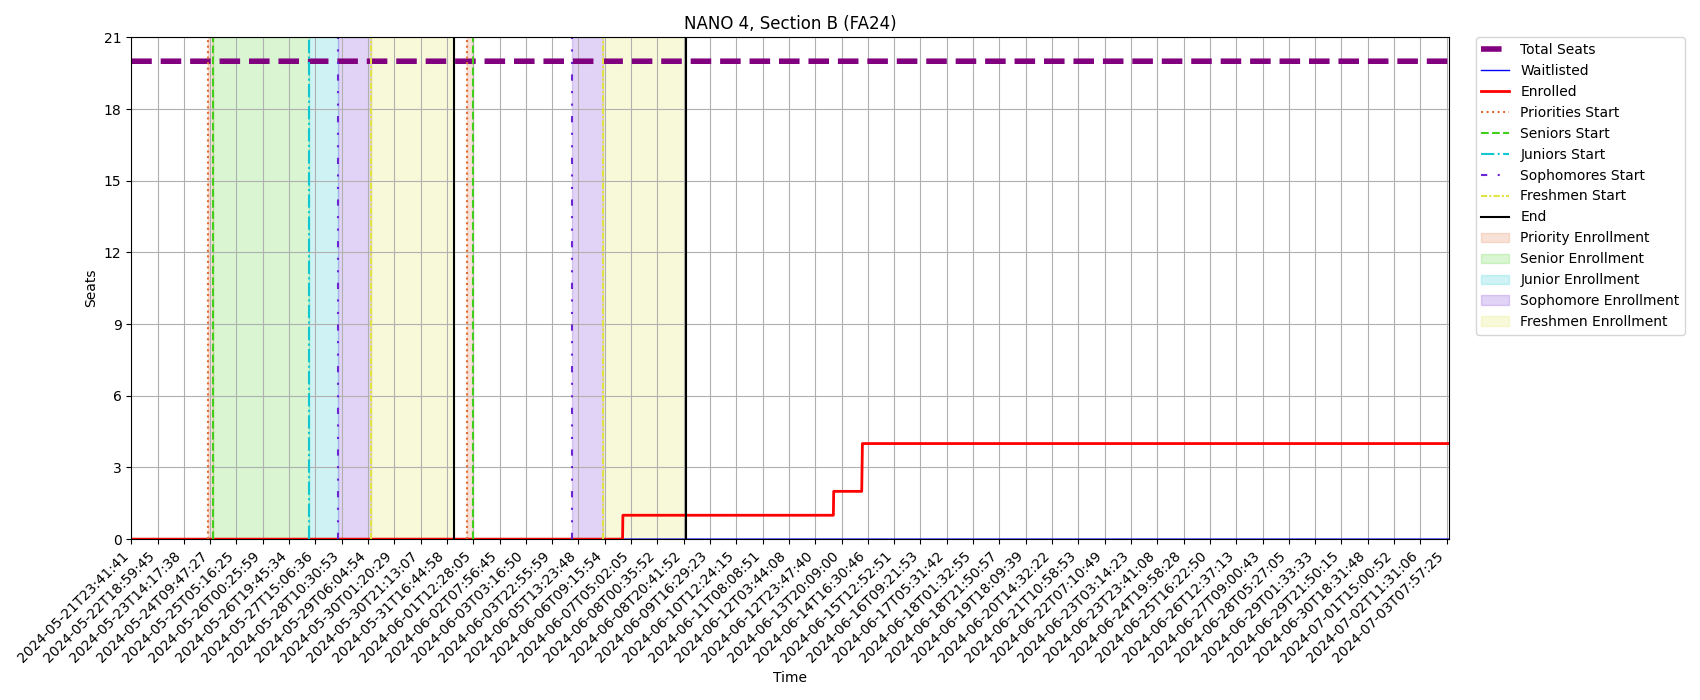 NANO 4, Section B (FA24)
21
18
15
12
9
6
3
0
Seats
2024-05-21T23:41:41
2024-05-22T18:59:45
2024-05-23T14:17:38
2024-05-24T09:47:27
2024-05-25T05:16:25
2024-05-26T00:25:59
2024-05-26T19:45:34
2024-05-27T15:06:36
2024-05-28T10:30:53
2024-05-29T06:04:54
2024-05-30T01:20:29
2024-05-30T21:13:07
2024-05-31T16:44:58
2024-06-01T12:28:05
2024-06-02T07:56:45
2024-06-03T03:16:50
2024-06-03T22:55:59
2024-06-05T13:23:48
2024-06-06T09:15:54
2024-06-07T05:02:05
2024-06-08T00:35:52
2024-06-08T20:41:52
2024-06-09T16:29:23
2024-06-10T12:24:15
2024-06-11T08:08:51
2024-06-12T03:44:08
2024-06-12T23:47:40
2024-06-13T20:09:00
2024-06-14T16:30:46
2024-06-15T12:52:51
2024-06-16T09:21:53
2024-06-17T05:31:42
2024-06-18T01:32:55
2024-06-18T21:50:57
2024-06-19T18:09:39
2024-06-20T14:32:22
2024-06-21T10:58:53
2024-06-22T07:10:49
2024-06-23T03:14:23
2024-06-23T23:41:08
2024-06-24T19:58:28
2024-06-25T16:22:50
2024-06-26T12:37:13
2024-06-27T09:00:43
2024-06-28T05:27:05
2024-06-29T01:33:33
2024-06-29T21:50:15
2024-06-30T18:31:48
2024-07-01T15:00:52
2024-07-02T11:31:06
2024-07-03T07:57:25
Time
Total Seats
Waitlisted
Enrolled
Priorities Start
Seniors Start
Juniors Start
Sophomores Start
Freshmen Start
End
Priority Enrollment
Senior Enrollment
Junior Enrollment
Sophomore Enrollment
Freshmen Enrollment